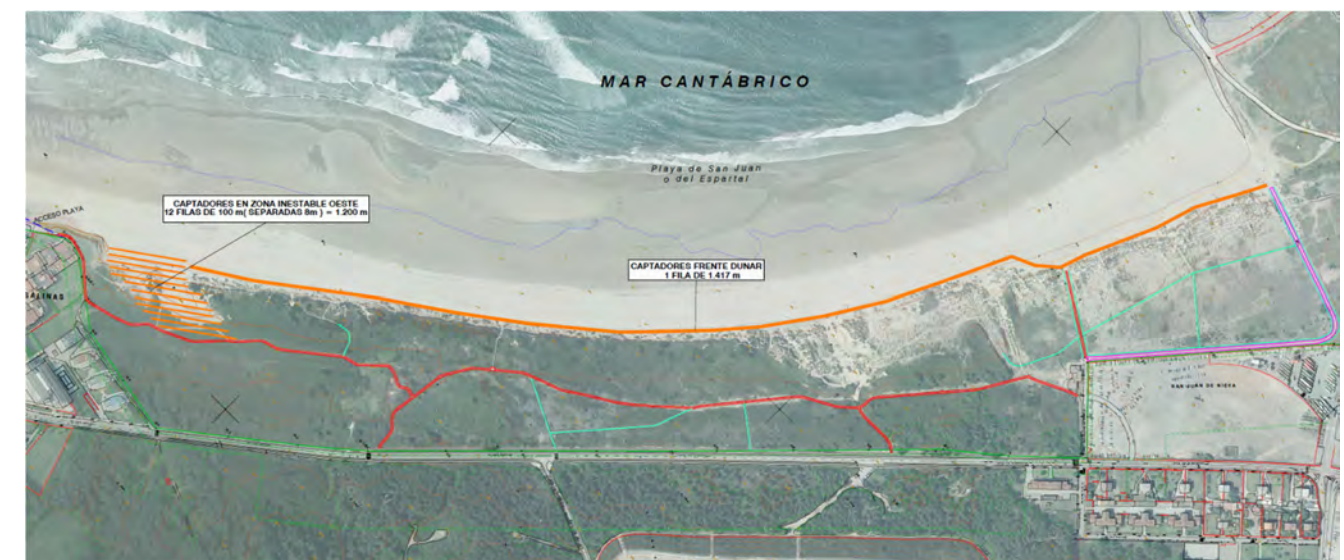 MAR CANTÁBRICO
Playa de San Juan
o del Espartal
CAPTADORES EN ZONA INESTABLE OESTE
12 FILAS DE 100 m( SEPARADAS 8m ) = 1.200 m
ACCESO PLAYA
CAPTADORES FRENTE DUNAR
1 FILA DE 1.417 m
SALINAS
SAN JUAN DE NIEVA